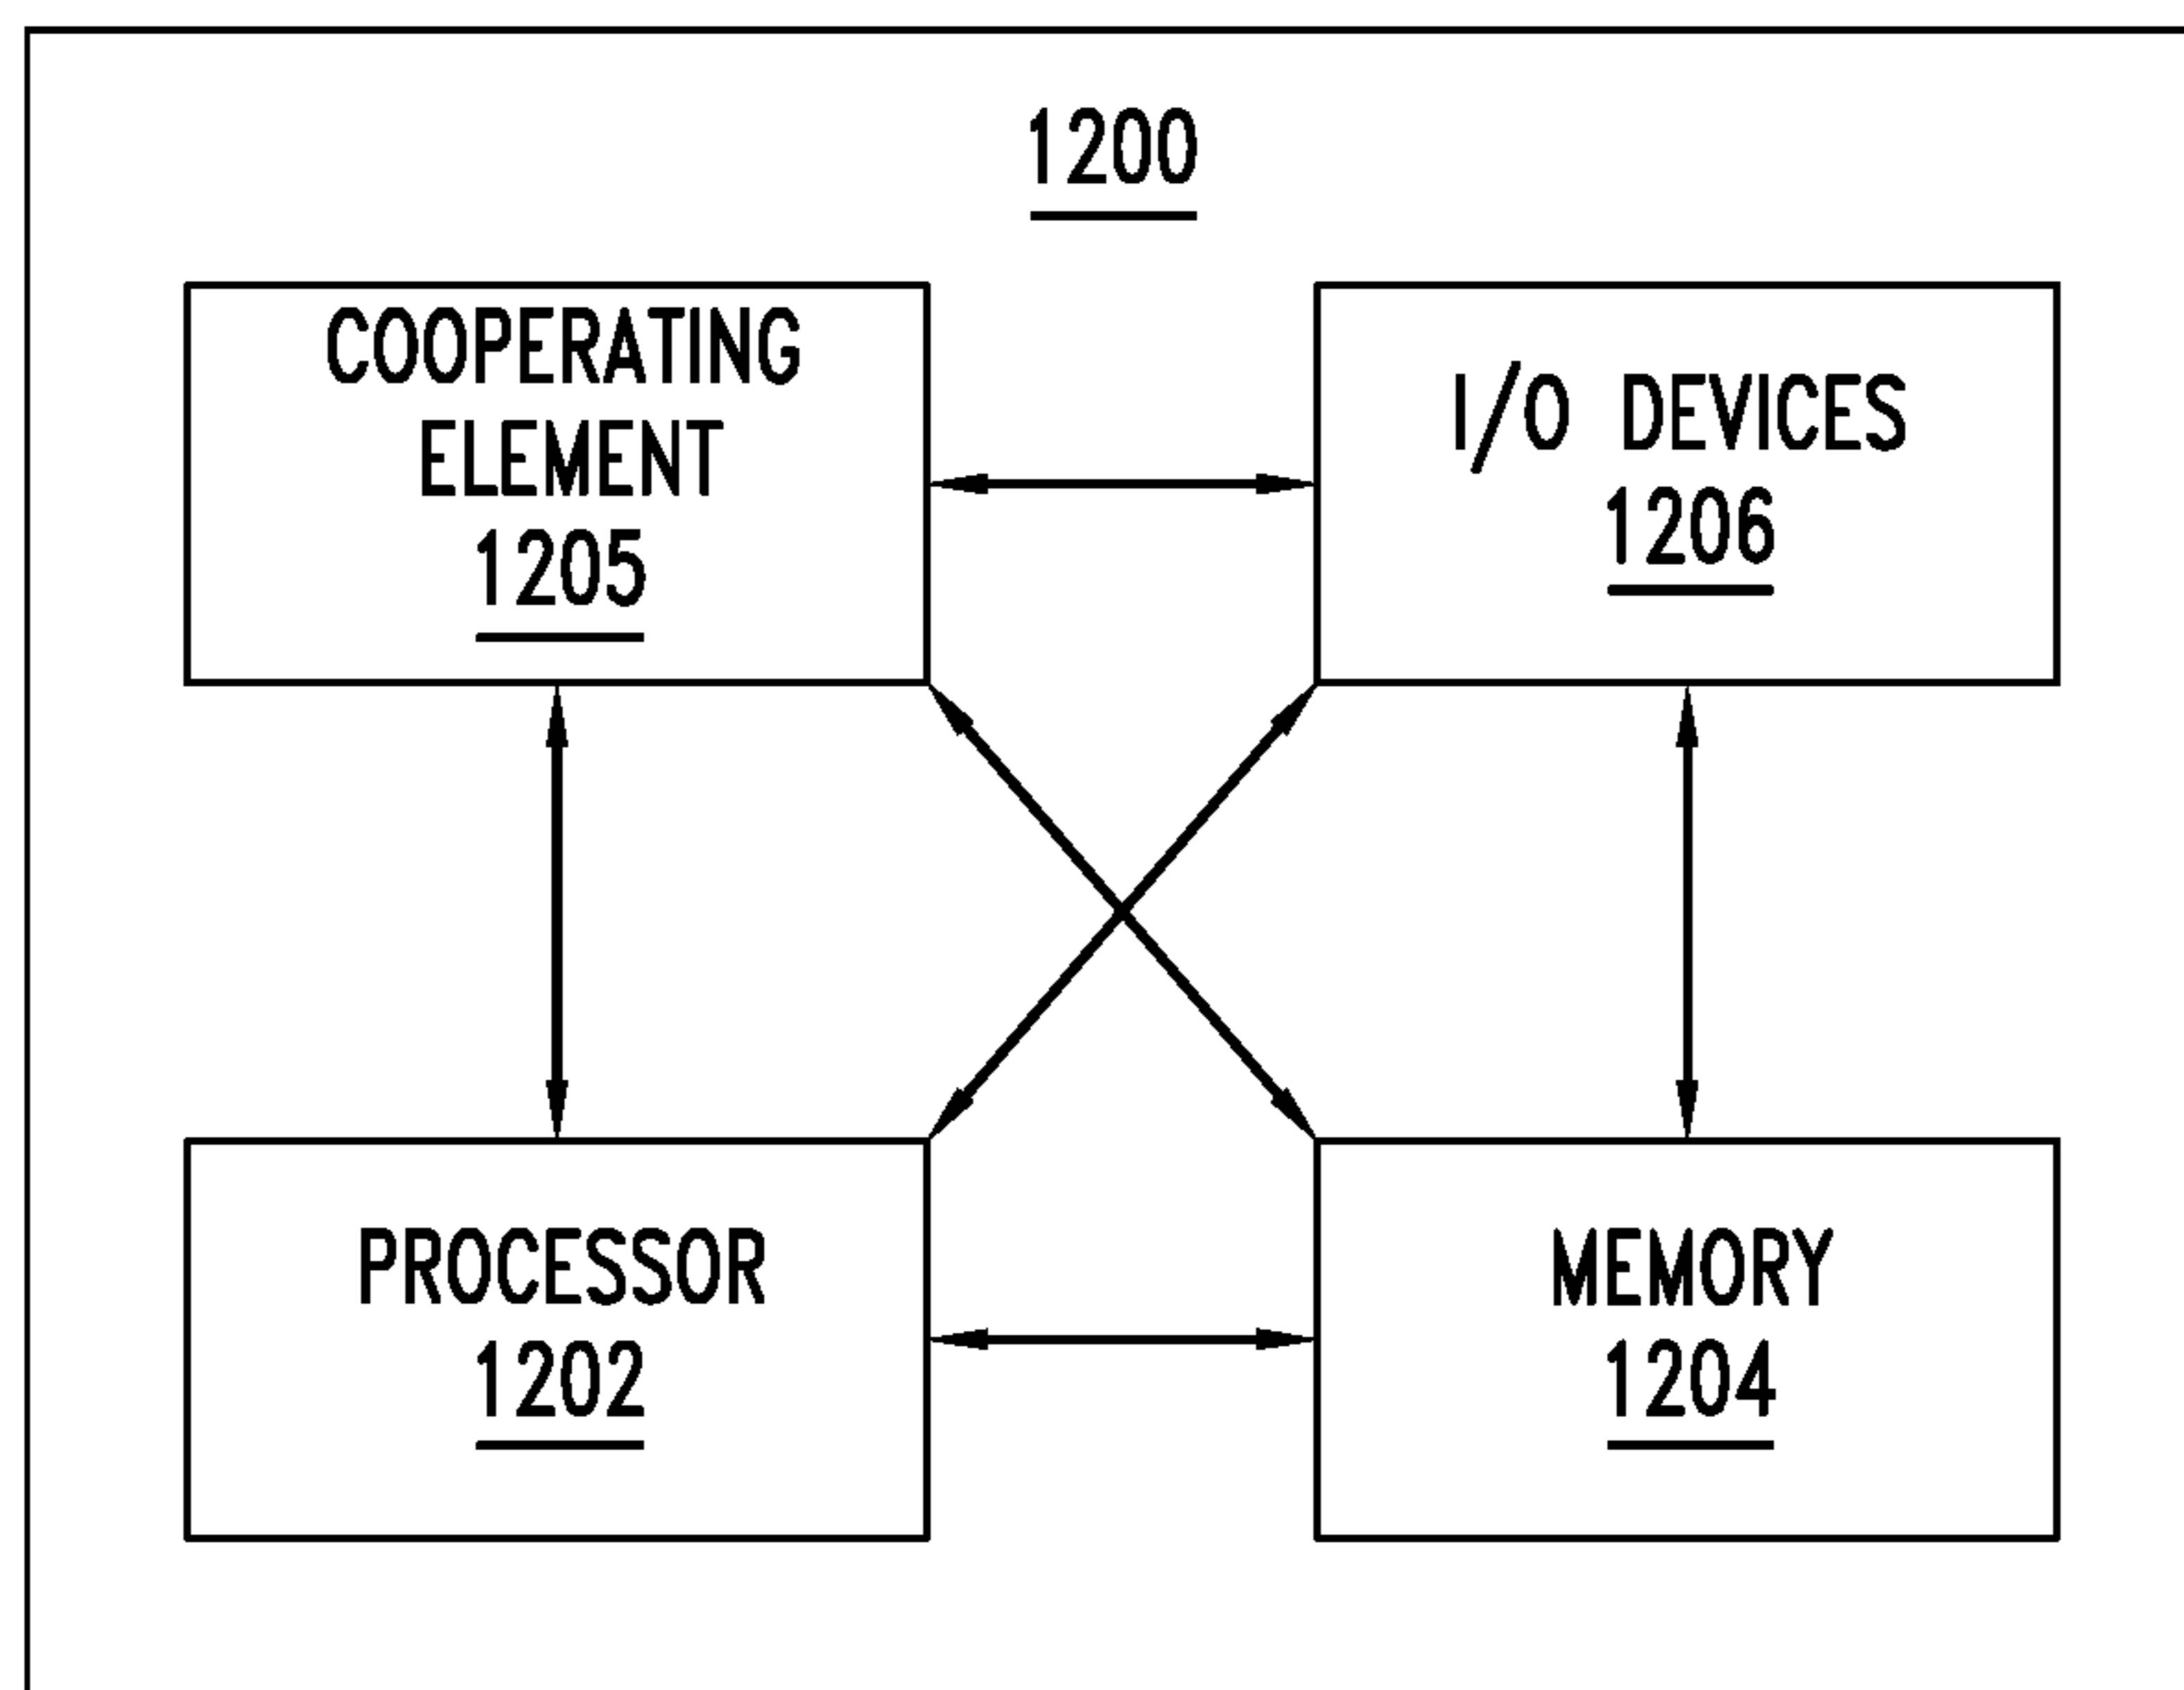 1200
COOPERATING
ELEMENT
1205
I/O DEVICES
1206
PROCESSOR
1202
MEMORY
1204